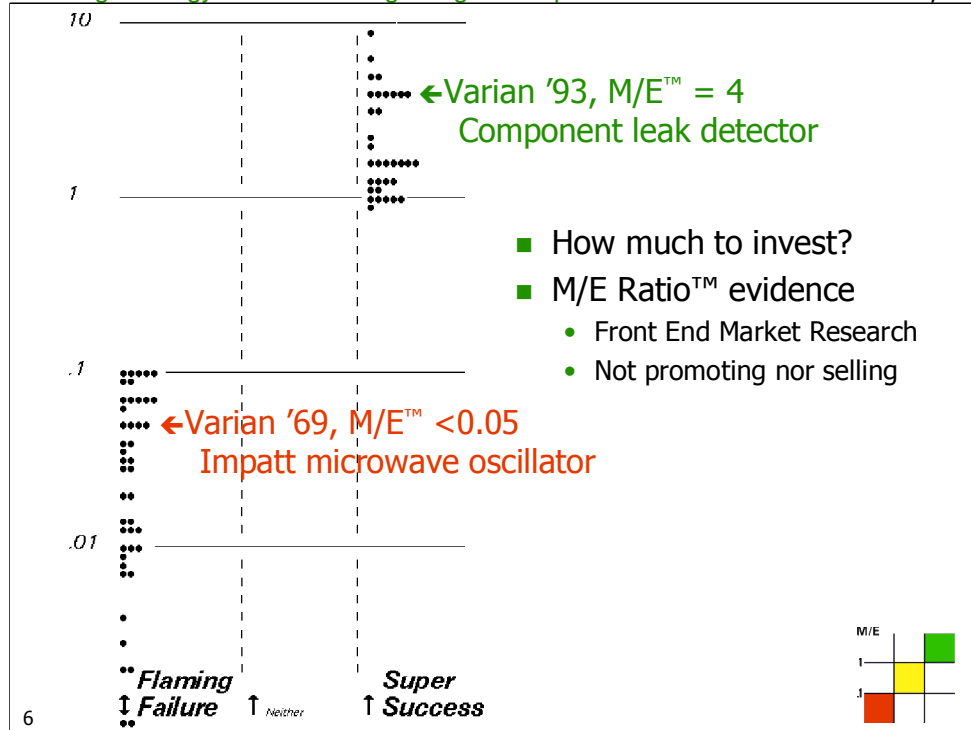 10
←Varian ’93, M/E™ = 4
Component leak detector
1
■ How much to invest?
■ M/E Ratio™ evidence
• Front End Market Research
• Not promoting nor selling
.1
←Varian ’69, M/E™ <0.05
Impatt microwave oscillator
.01
M/E
1
.1
Flaming
Failure
↑ Neither
Super
↑ Success
6